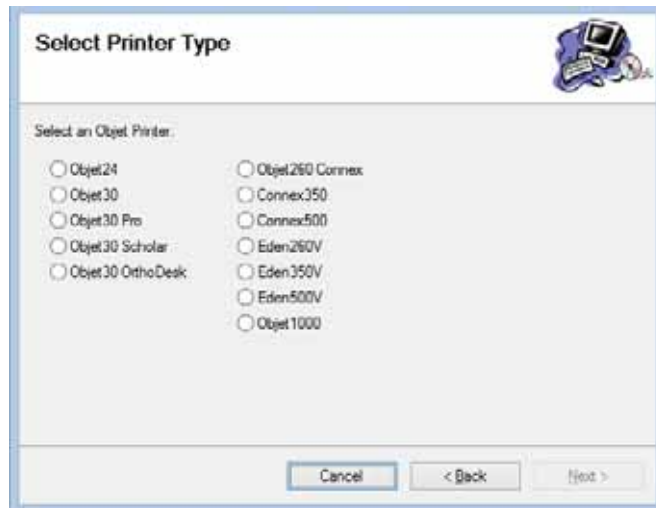 Select Printer Type
Select an Objet Printer:
Objet24
Objet30
Objet30 Pro
Objet30 Scholar
Objet30 OrthoDesk
Objet260 Connex
Connex350
Connex500
Eden260V
Eden350V
Eden500V
Objet1000
Cancel
< Back
Next >